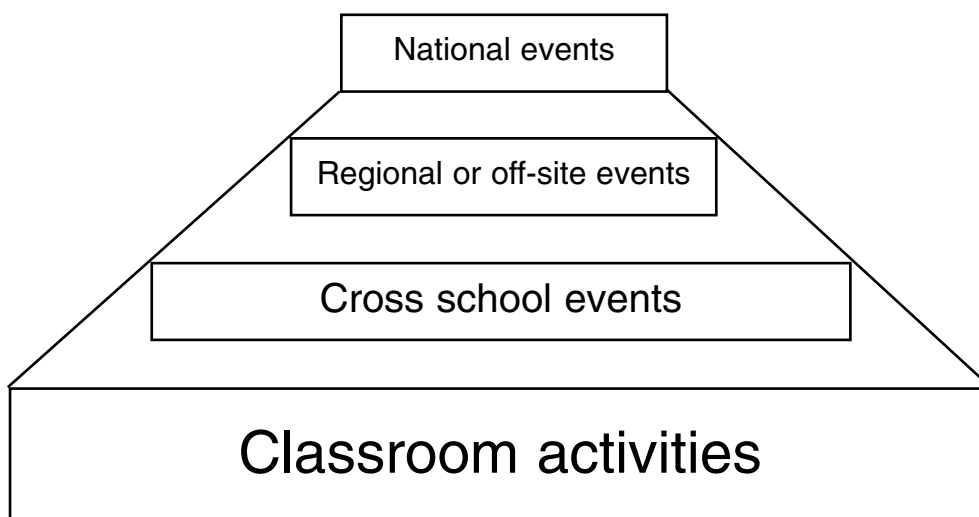 National events
Regional or off-site events
Cross school events
Classroom activities